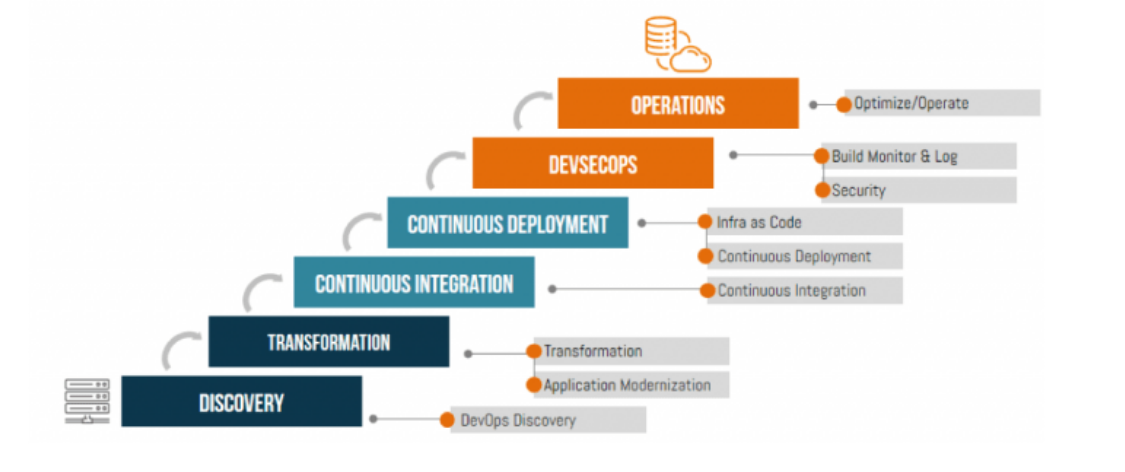 OPERATIONS
Optimize/Operate
DEVSECOPS
Build Monitor & Log
Security
CONTINUOUS DEPLOYMENT
Infra as Code
Continuous Deployment
CONTINUOUS INTEGRATION
Continuous Integration
TRANSFORMATION
Transformation
Application Modernization
DISCOVERY
DevOps Discovery